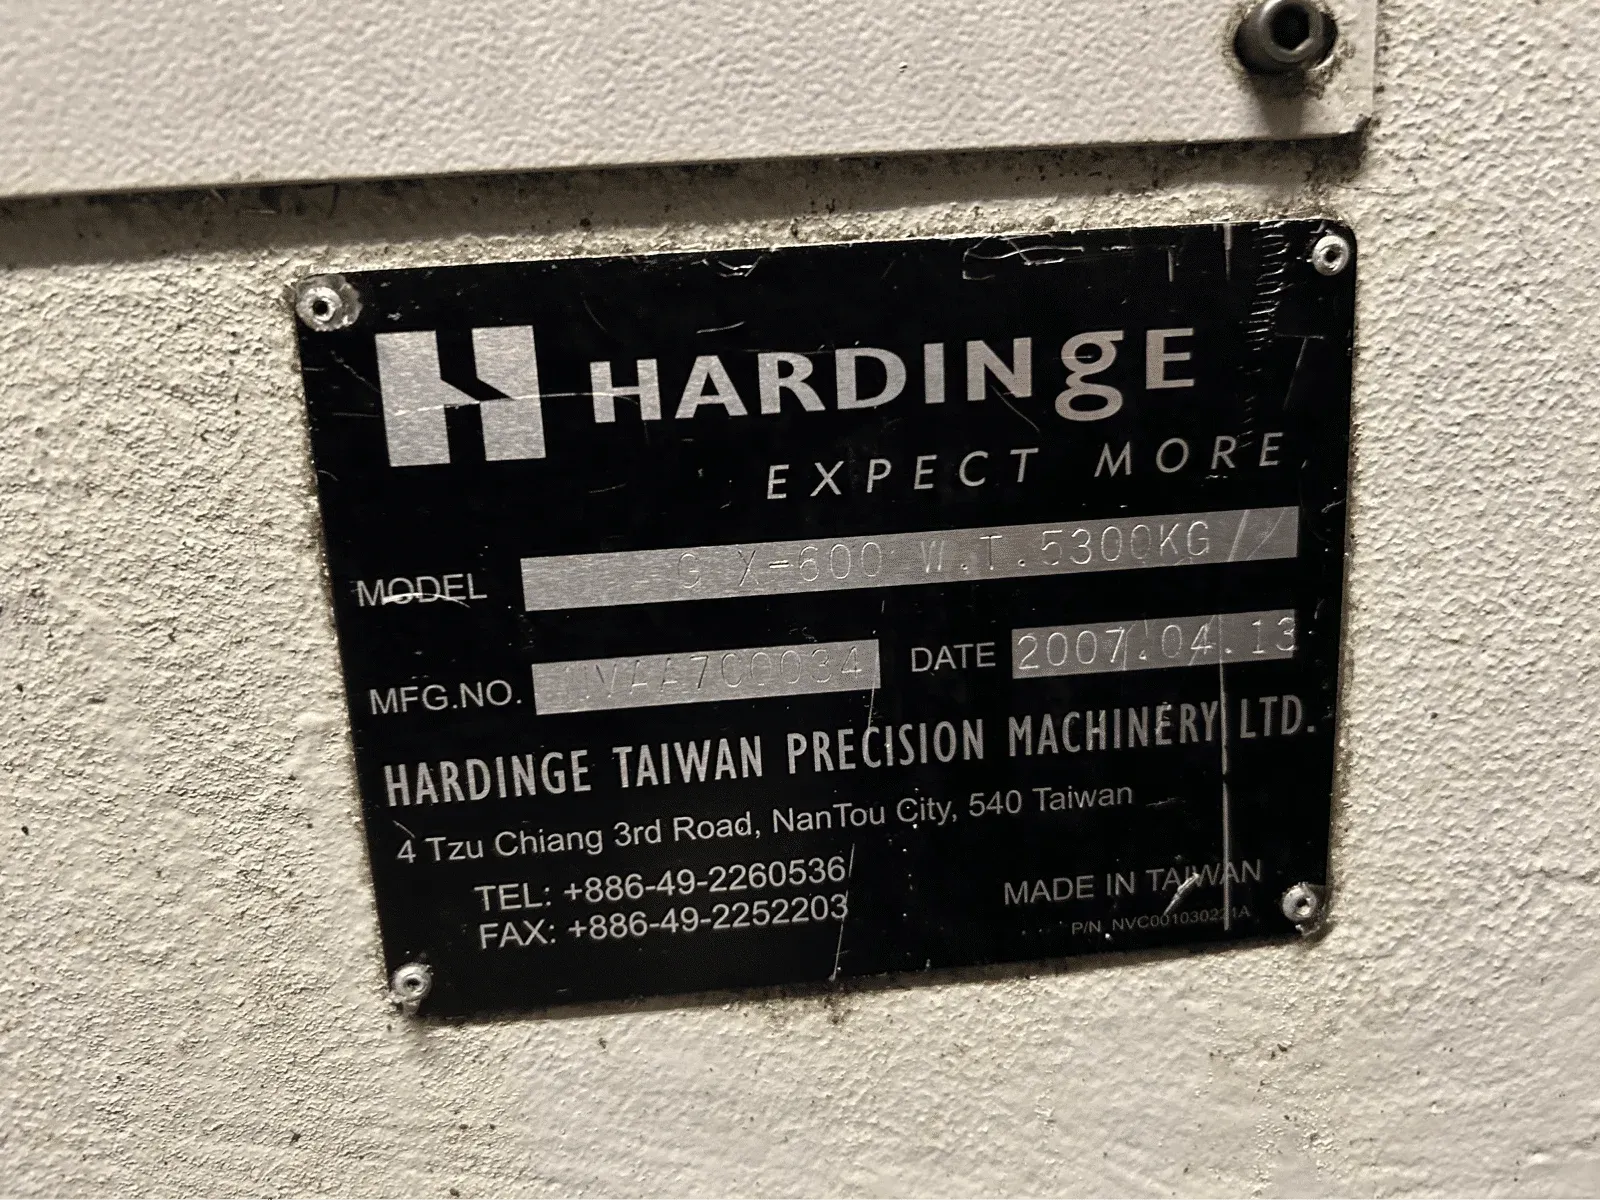 HARDINgE
EXPECT MORE
MODEL G X-600 W.T.5300KG
MFG.NO. DATE 2007.04.13
HARDINGE TAIWAN PRECISION MACHINERY LTD.
4 Tzu Chiang 3rd Road, NanTou City, 540 Taiwan
TEL: +886-49-2260536
FAX: +886-49-2252203
MADE IN TAIWAN
P/N